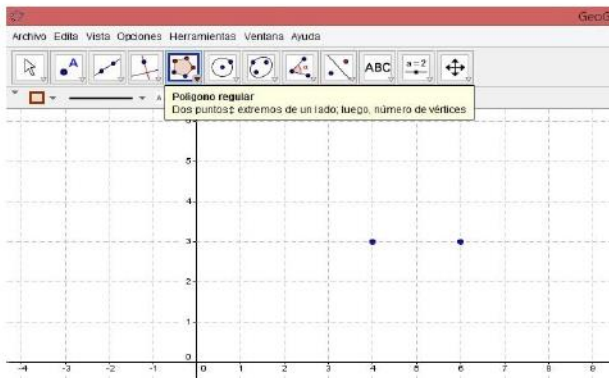 GeoG
Archivo Edita Vista Opciones Herramientas Ventana Ayuda
A
ABC
a=2
A
Polígono regular
Dos puntos; extremos de un lado; luego, número de vértices
6
5
4
3
2
1
0
-4 -3 -2 -1 0 1 2 3 4 5 6 7 8 9